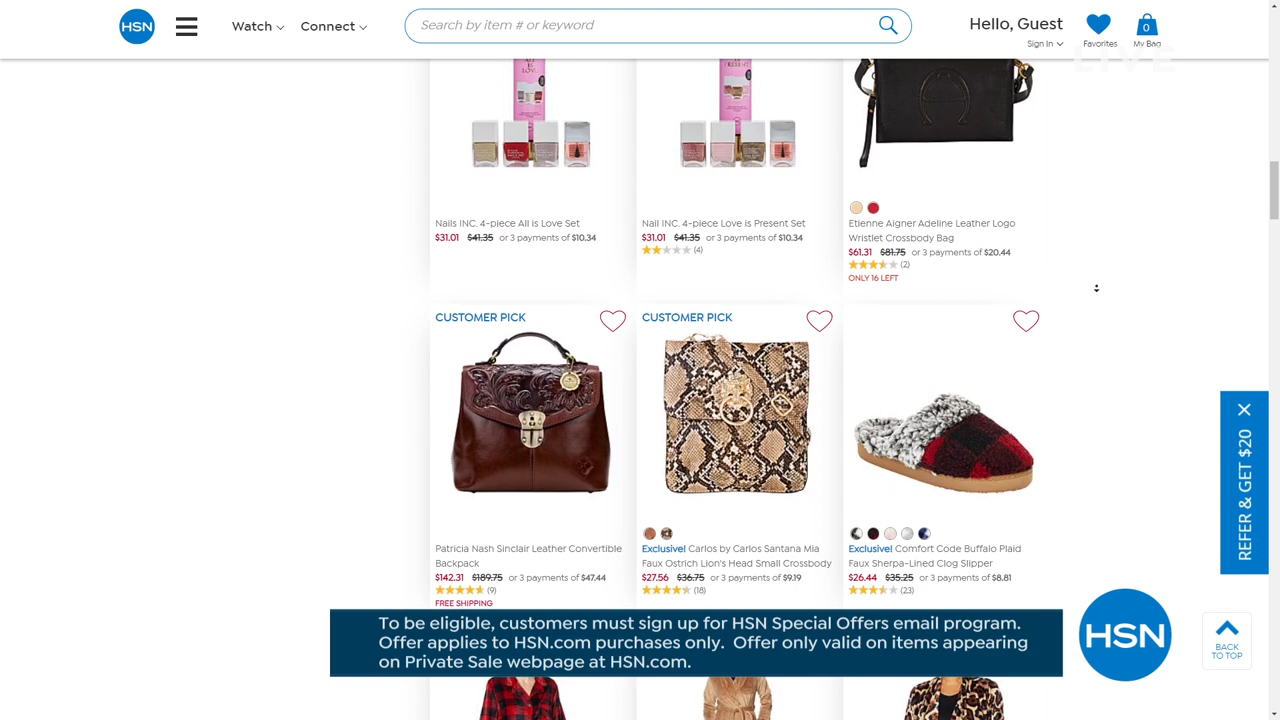 HSN
Watch
Connect
Search by item # or keyword
Hello, Guest
Sign In
Favorites
0
My Bag
LIVE
ALL
IS
LOVE
Nails INC. 4-piece All is Love Set
$31.01 $41.35 or 3 payments of $10.34
Nail INC. 4-piece Love is Present Set
$31.01 $41.35 or 3 payments of $10.34
(4)
Etienne Aigner Adeline Leather Logo
Wristlet Crossbody Bag
$61.31 $81.75 or 3 payments of $20.44
(2)
ONLY 16 LEFT
CUSTOMER PICK
CUSTOMER PICK
Patricia Nash Sinclair Leather Convertible
Backpack
$142.31 $189.75 or 3 payments of $47.44
(9)
FREE SHIPPING
Exclusive! Carlos by Carlos Santana Mia
Faux Ostrich Lion's Head Small Crossbody
$27.56 $36.75 or 3 payments of $9.19
(18)
Exclusive! Comfort Code Buffalo Plaid
Faux Sherpa-Lined Clog Slipper
$26.44 $35.25 or 3 payments of $8.81
(23)
REFER & GET $20
To be eligible, customers must sign up for HSN Special Offers email program.
Offer applies to HSN.com purchases only. Offer only valid on items appearing
on Private Sale webpage at HSN.com.
HSN
BACK
TO TOP